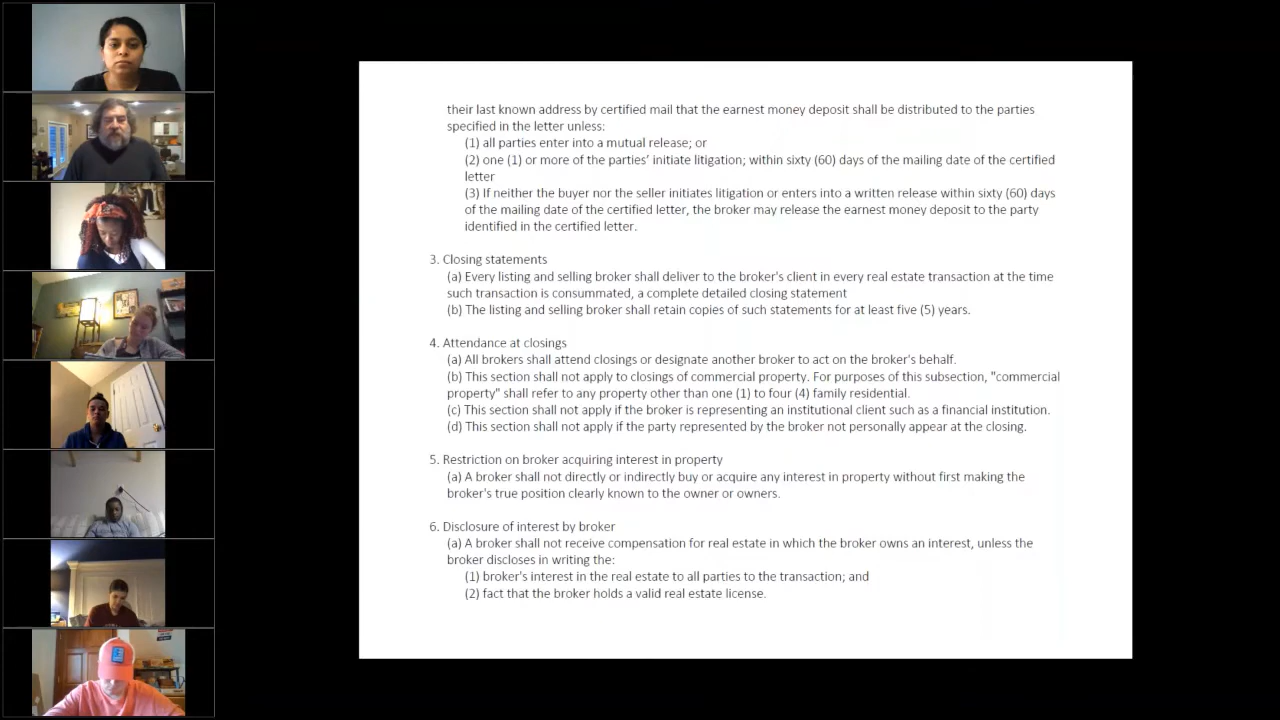 their last known address by certified mail that the earnest money deposit shall be distributed to the parties
specified in the letter unless:
(1) all parties enter into a mutual release; or
(2) one (1) or more of the parties' initiate litigation; within sixty (60) days of the mailing date of the certified
letter
(3) If neither the buyer nor the seller initiates litigation or enters into a written release within sixty (60) days
of the mailing date of the certified letter, the broker may release the earnest money deposit to the party
identified in the certified letter.
3. Closing statements
(a) Every listing and selling broker shall deliver to the broker's client in every real estate transaction at the time
such transaction is consummated, a complete detailed closing statement
(b) The listing and selling broker shall retain copies of such statements for at least five (5) years.
4. Attendance at closings
(a) All brokers shall attend closings or designate another broker to act on the broker's behalf.
(b) This section shall not apply to closings of commercial property. For purposes of this subsection, "commercial
property" shall refer to any property other than one (1) to four (4) family residential.
(c) This section shall not apply if the broker is representing an institutional client such as a financial institution.
(d) This section shall not apply if the party represented by the broker not personally appear at the closing.
5. Restriction on broker acquiring interest in property
(a) A broker shall not directly or indirectly buy or acquire any interest in property without first making the
broker's true position clearly known to the owner or owners.
6. Disclosure of interest by broker
(a) A broker shall not receive compensation for real estate in which the broker owns an interest, unless the
broker discloses in writing the:
(1) broker's interest in the real estate to all parties to the transaction; and
(2) fact that the broker holds a valid real estate license.